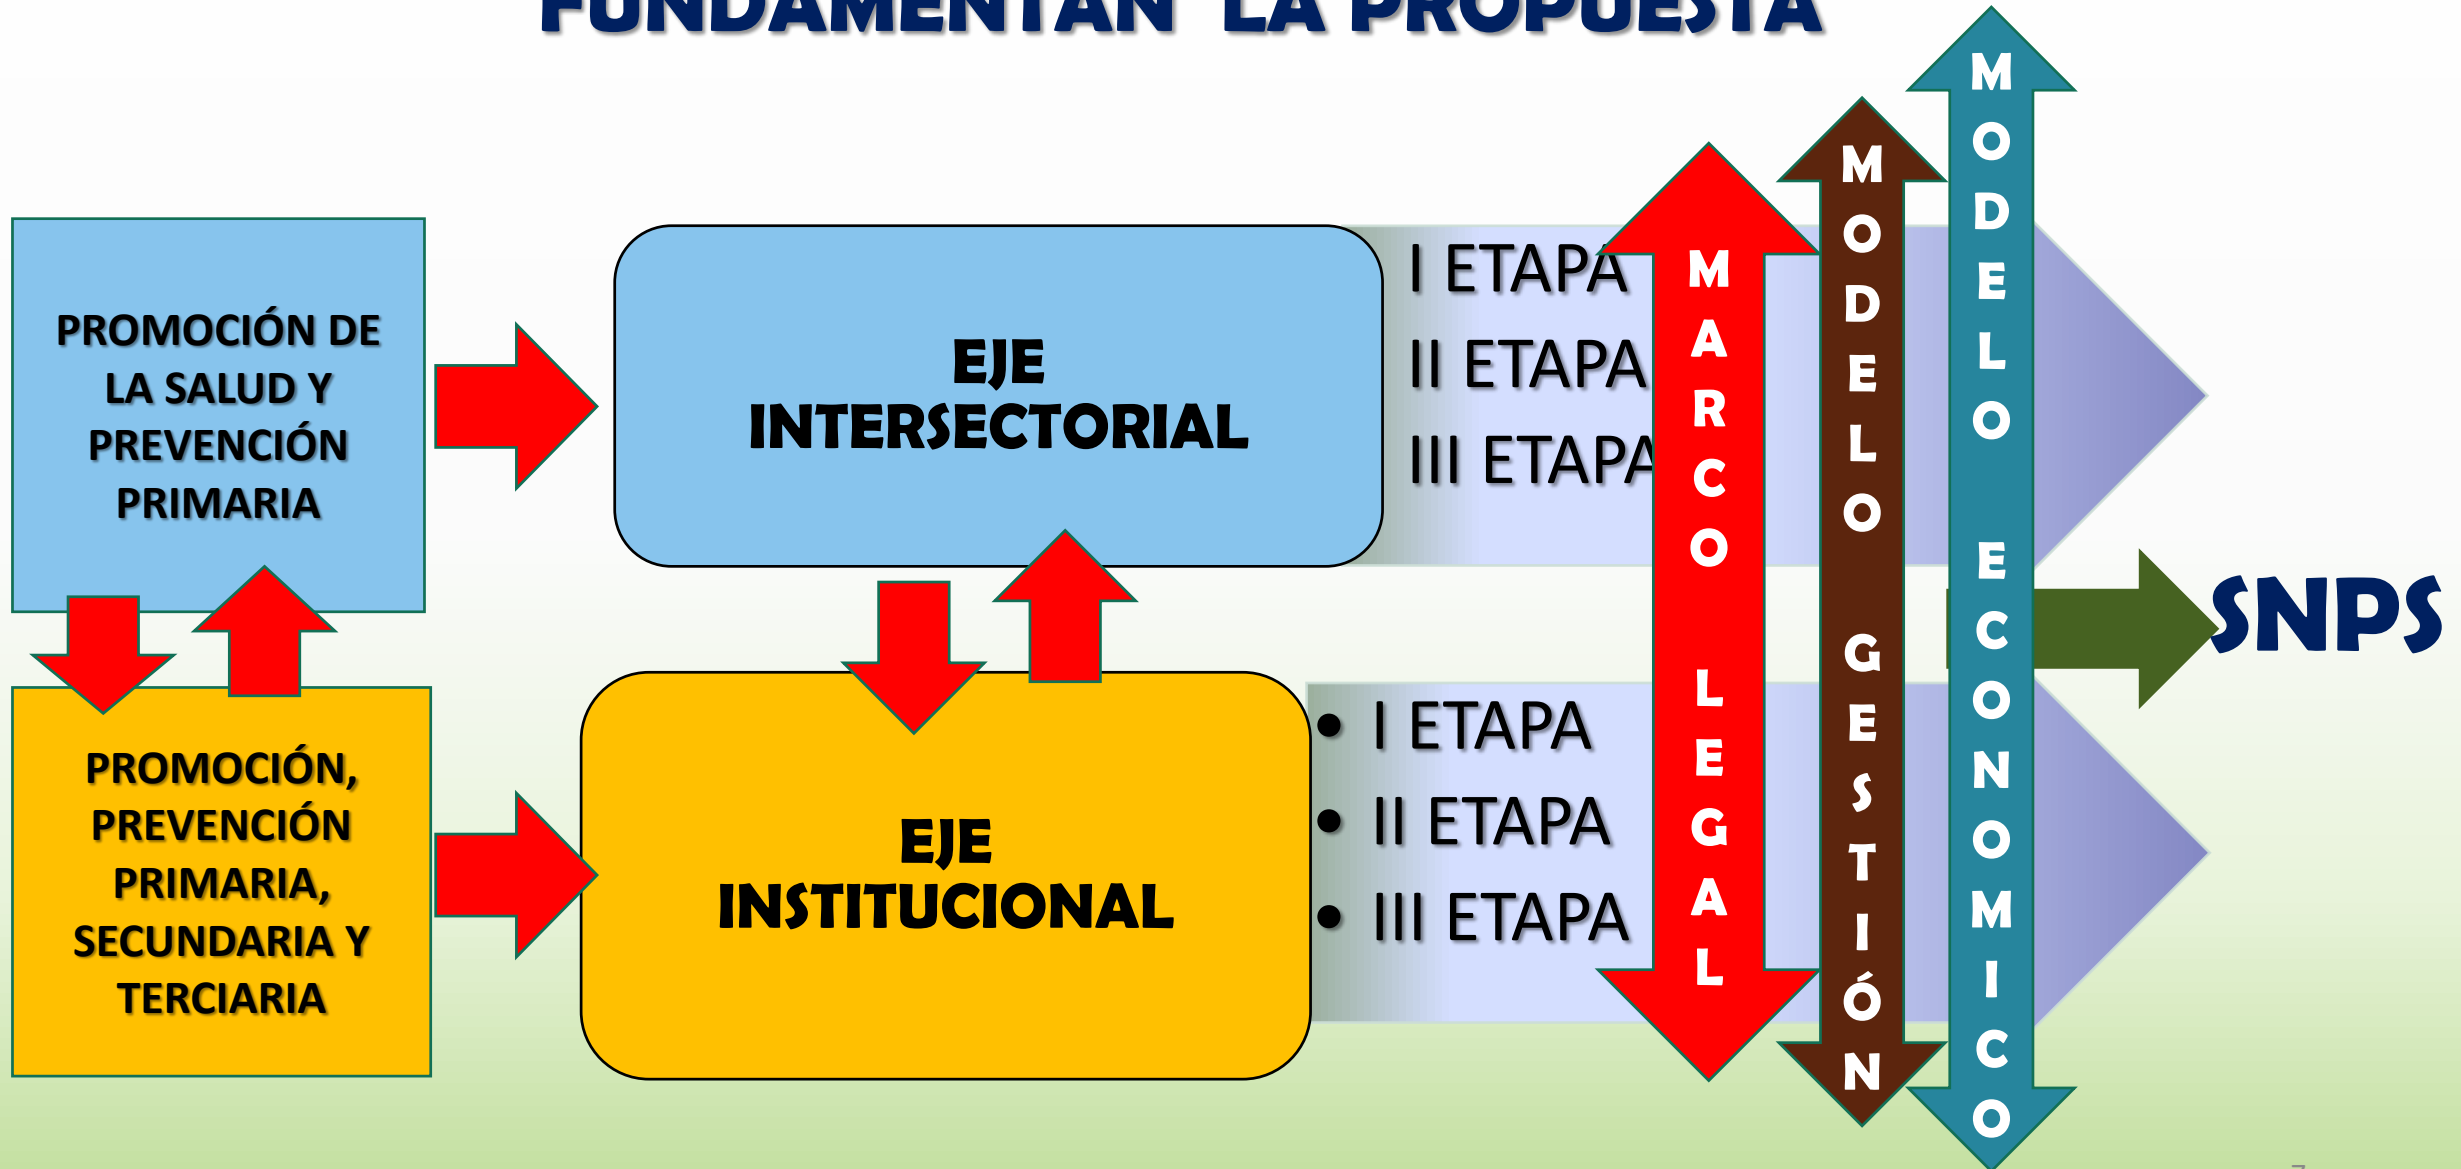 FUNDAMENTAN LA PROPUESTA
PROMOCIÓN DE
LA SALUD Y
PREVENCIÓN
PRIMARIA
EJE
INTERSECTORIAL
I ETAPA
II ETAPA
III ETAPA
PROMOCIÓN,
PREVENCIÓN
PRIMARIA,
SECUNDARIA Y
TERCIARIA
EJE
INSTITUCIONAL
• I ETAPA
• II ETAPA
• III ETAPA
MARCO LEGAL
MODELO GESTIÓN
MODELO ECONOMICO
SNPS